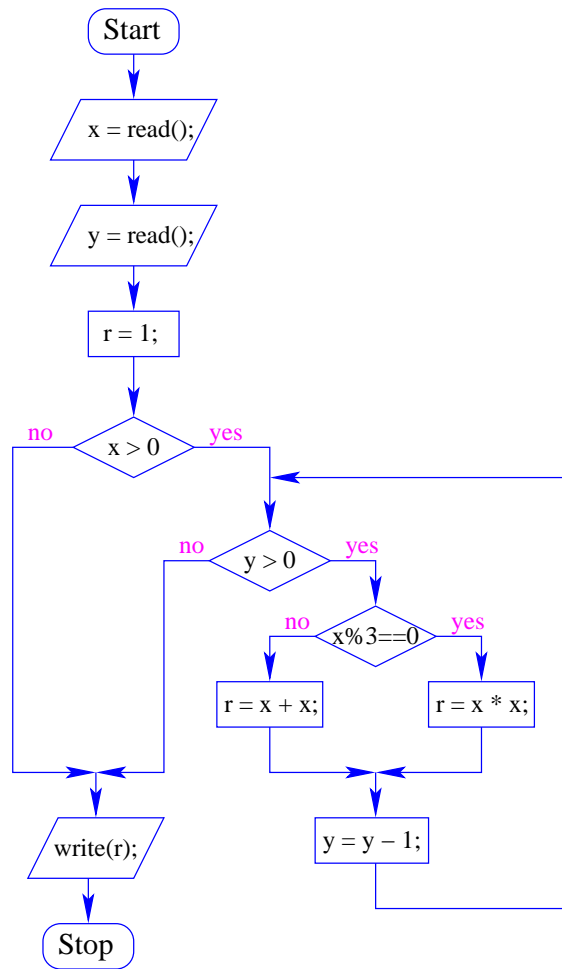 Start
x = read();
y = read();
r = 1;
no
yes
x > 0
no
yes
y > 0
no
yes
x%3==0
r = x + x;
r = x * x;
write(r);
y = y − 1;
Stop